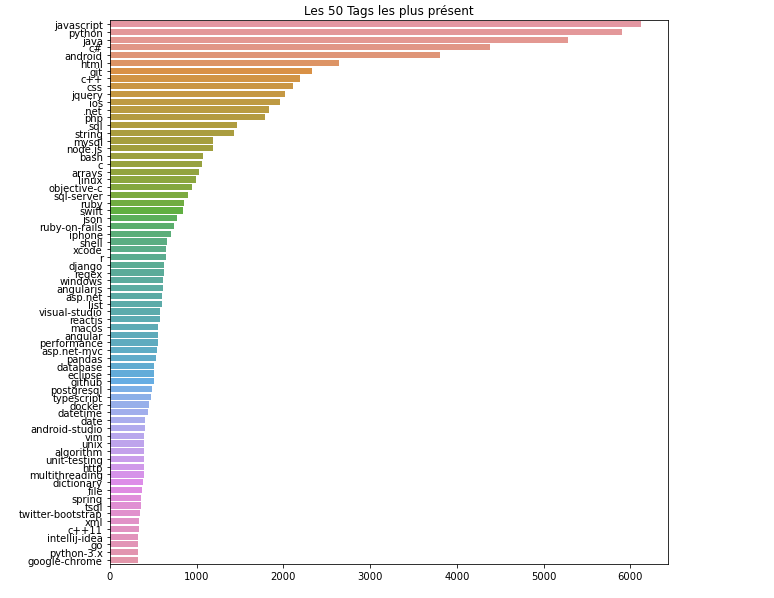 Les 50 Tags les plus présent
javascript
python
java
c#
android
html
git
c++
css
jquery
ios
.net
php
sql
string
mysql
node.js
bash
c
arrays
linux
objective-c
sql-server
ruby
swift
json
ruby-on-rails
iphone
shell
xcode
r
django
regex
windows
angularjs
asp.net
list
visual-studio
reactjs
macos
angular
performance
asp.net-mvc
pandas
database
eclipse
github
postgresql
typescript
docker
datetime
date
android-studio
vim
unix
algorithm
unit-testing
http
multithreading
dictionary
file
spring
tsql
twitter-bootstrap
xml
c++11
intellij-idea
go
python-3.x
google-chrome
0 1000 2000 3000 4000 5000 6000